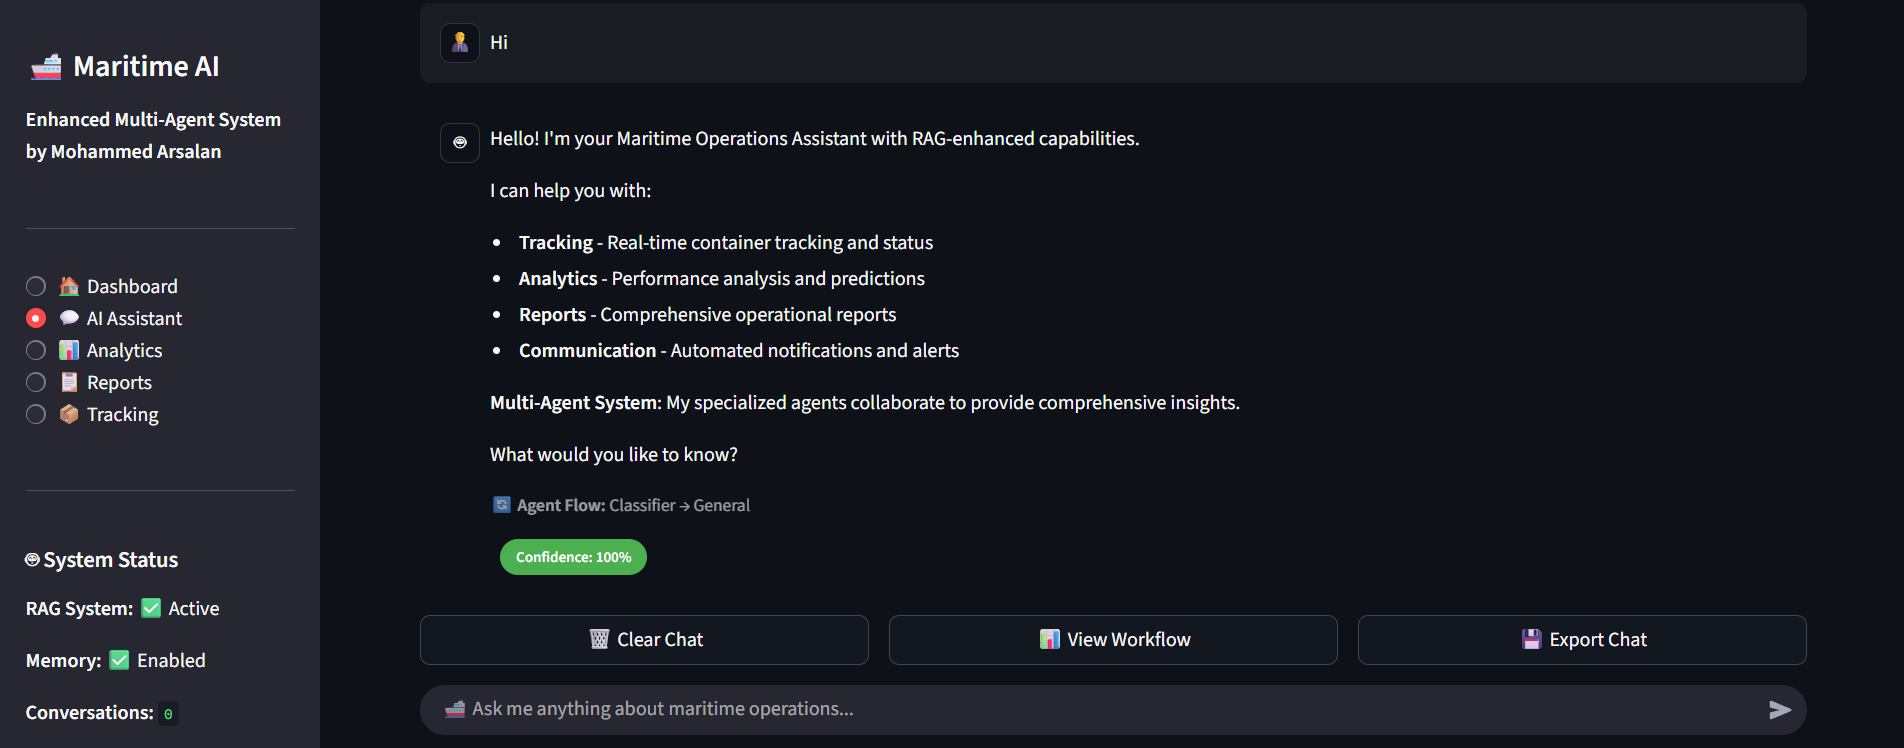 Maritime AI
Enhanced Multi-Agent System
by Mohammed Arsalan
Dashboard
AI Assistant
Analytics
Reports
Tracking
System Status
RAG System: Active
Memory: Enabled
Conversations: 0
Hi
Hello! I'm your Maritime Operations Assistant with RAG-enhanced capabilities.
I can help you with:
• Tracking - Real-time container tracking and status
• Analytics - Performance analysis and predictions
• Reports - Comprehensive operational reports
• Communication - Automated notifications and alerts
Multi-Agent System: My specialized agents collaborate to provide comprehensive insights.
What would you like to know?
Agent Flow: Classifier → General
Confidence: 100%
Clear Chat
View Workflow
Export Chat
Ask me anything about maritime operations...